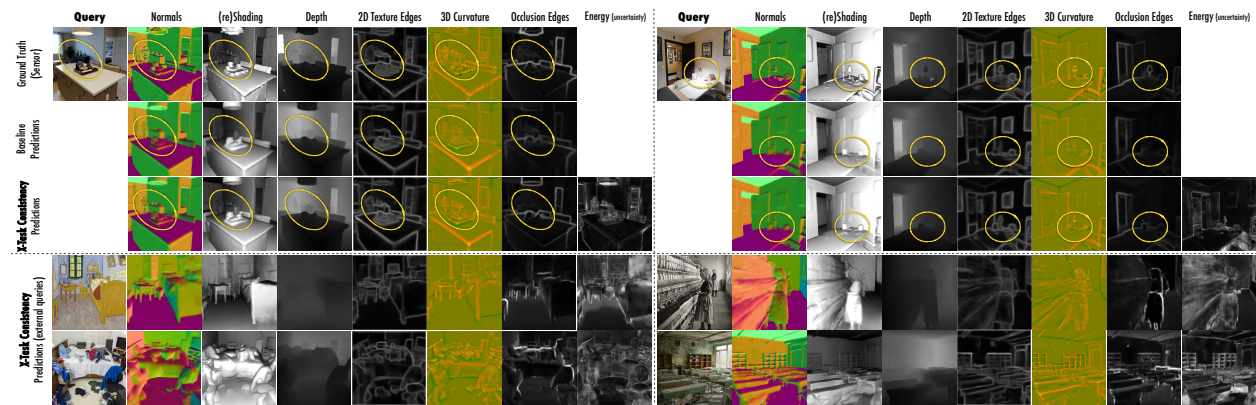 Query Normals (re)Shading Depth 2D Texture Edges 3D Curvature Occlusion Edges Energy (uncertainty)
Query Normals (re)Shading Depth 2D Texture Edges 3D Curvature Occlusion Edges Energy (uncertainty)
Ground Truth
(Sensor)
Baseline
Predictions
X-Task Consistency
Predictions
X-Task Consistency
Predictions (external queries)